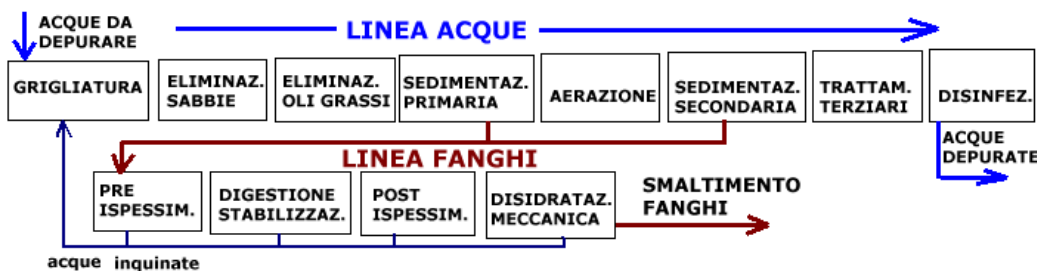 ACQUE DA
DEPURARE
LINEA ACQUE
GRIGLIATURA
ELIMINAZ.
SABBIE
ELIMINAZ.
OLI GRASSI
SEDIMENTAZ.
PRIMARIA
AERAZIONE
SEDIMENTAZ.
SECONDARIA
TRATTAM.
TERZIARI
DISINFEZ.
ACQUE
DEPURATE
LINEA FANGHI
PRE
ISPESSIM.
DIGESTIONE
STABILIZZAZ.
POST
ISPESSIM.
DISIDRATAZ.
MECCANICA
SMALTIMENTO
FANGHI
acque inquinate